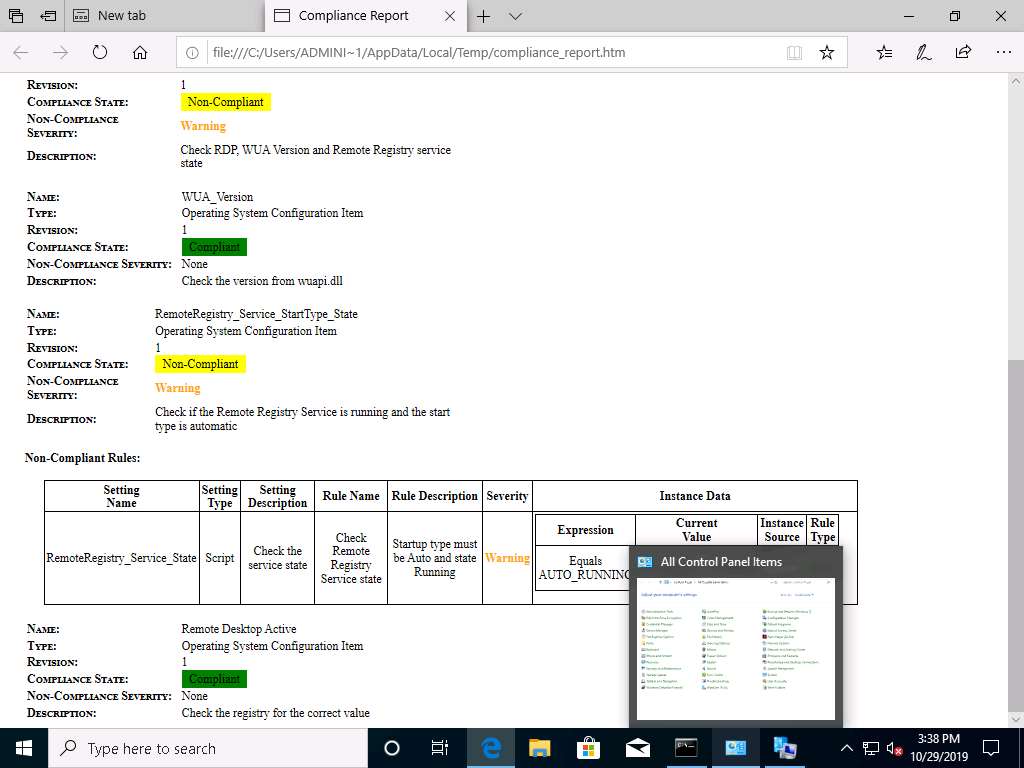 New tab
Compliance Report
file:///C:/Users/ADMINI~1/AppData/Local/Temp/compliance_report.htm
REVISION: 1
COMPLIANCE STATE: Non-Compliant
NON-COMPLIANCE
SEVERITY: Warning
DESCRIPTION: Check RDP, WUA Version and Remote Registry service
state
NAME: WUA_Version
TYPE: Operating System Configuration Item
REVISION: 1
COMPLIANCE STATE: Compliant
NON-COMPLIANCE SEVERITY: None
DESCRIPTION: Check the version from wuapi.dll
NAME: RemoteRegistry_Service_StartType_State
TYPE: Operating System Configuration Item
REVISION: 1
COMPLIANCE STATE: Non-Compliant
NON-COMPLIANCE
SEVERITY: Warning
DESCRIPTION: Check if the Remote Registry Service is running and the start
type is automatic
Non-Compliant Rules:
Setting
Name
Setting
Type
Setting
Description
Rule Name
Rule Description
Severity
Instance Data
RemoteRegistry_Service_State
Script
Check the
service state
Check
Remote
Registry
Service state
Startup type must
be Auto and state
Running
Warning
Expression
Current
Value
Instance
Source
Rule
Type
Equals
AUTO_RUNNING
All Control Panel Items
NAME: Remote Desktop Active
TYPE: Operating System Configuration Item
REVISION: 1
COMPLIANCE STATE: Compliant
NON-COMPLIANCE SEVERITY: None
DESCRIPTION: Check the registry for the correct value
Type here to search
3:38 PM
10/29/2019